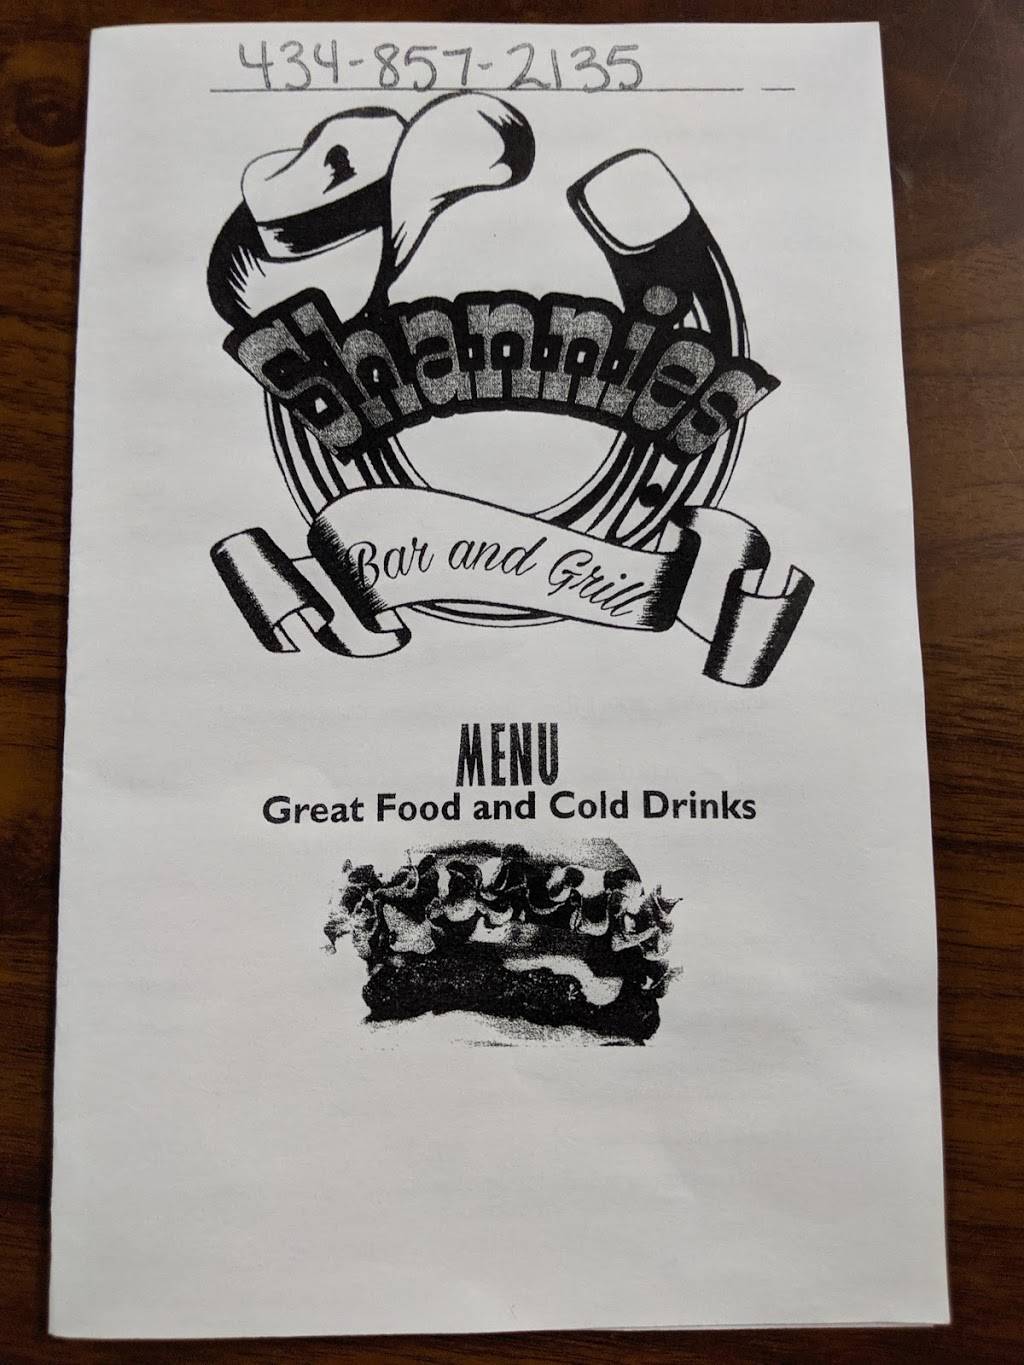 434-857-2135
Shannies
Bar and Grill
MENU
Great Food and Cold Drinks